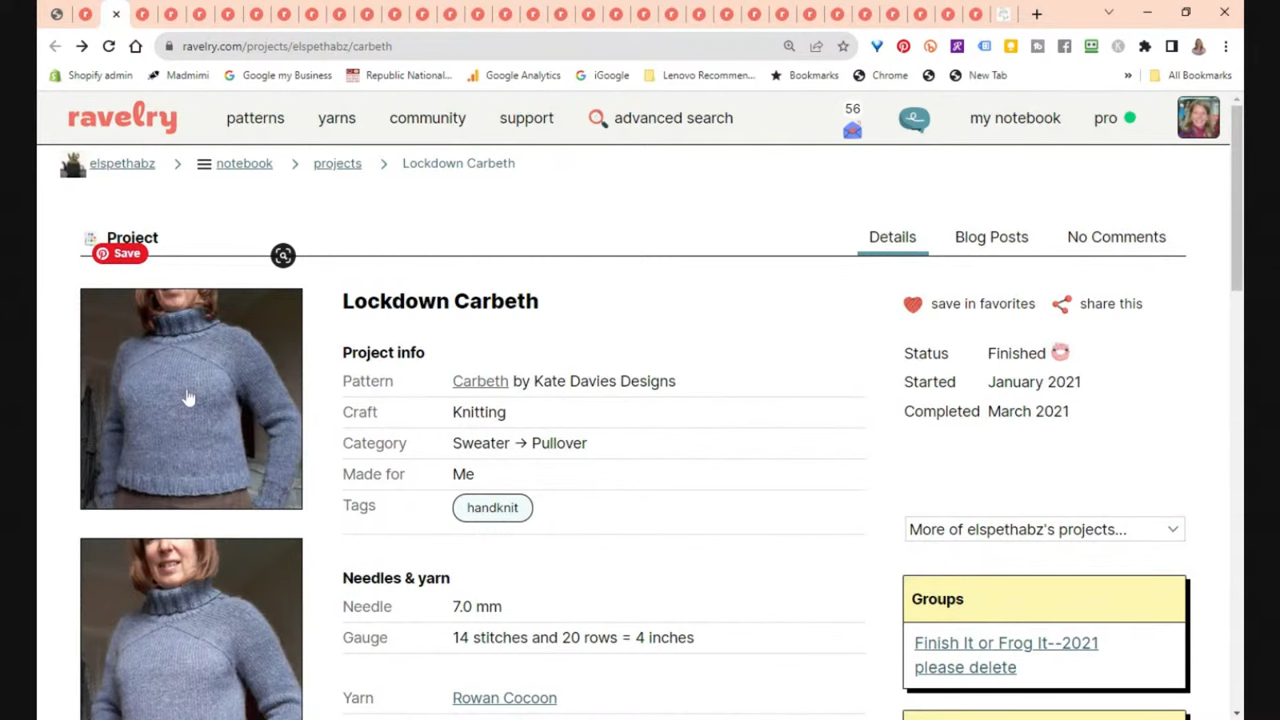 ravelry.com/projects/elspethabz/carbeth
Shopify admin
Madmimi
Google my Business
Republic National...
Google Analytics
iGoogle
Lenovo Recommen...
Bookmarks
Chrome
New Tab
»
All Bookmarks
ravelry
patterns
yarns
community
support
advanced search
56
my notebook
pro
elspethabz
notebook
projects
Lockdown Carbeth
Project
Save
Details
Blog Posts
No Comments
Lockdown Carbeth
save in favorites
share this
Project info
Pattern Carbeth by Kate Davies Designs
Craft Knitting
Category Sweater → Pullover
Made for Me
Tags handknit
Status Finished
Started January 2021
Completed March 2021
More of elspethabz's projects...
Needles & yarn
Needle 7.0 mm
Gauge 14 stitches and 20 rows = 4 inches
Yarn Rowan Cocoon
Groups
Finish It or Frog It--2021
please delete